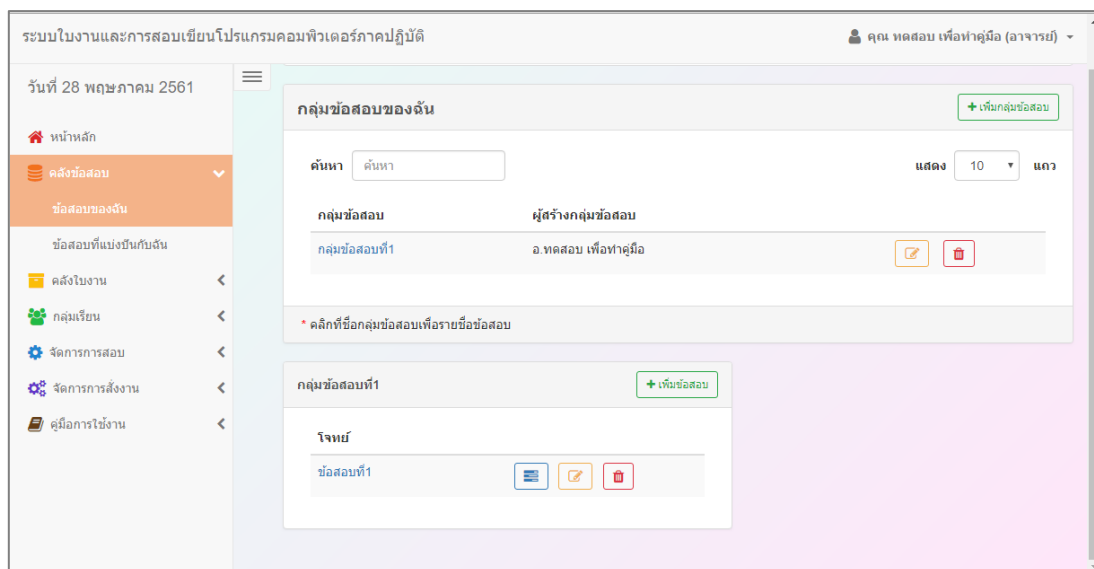 ระบบใบงานและการสอบเขียนโปรแกรมคอมพิวเตอร์ภาคปฏิบัติ
คุณ ทดสอบ เพื่อทำคู่มือ (อาจารย์)
วันที่ 28 พฤษภาคม 2561
หน้าหลัก
คลังข้อสอบ
ข้อสอบของฉัน
ข้อสอบที่แบ่งปันกับฉัน
คลังใบงาน
กลุ่มเรียน
จัดการการสอบ
จัดการการสั่งงาน
คู่มือการใช้งาน
กลุ่มข้อสอบของฉัน
+ เพิ่มกลุ่มข้อสอบ
ค้นหา ค้นหา
แสดง 10 แถว
กลุ่มข้อสอบ ผู้สร้างกลุ่มข้อสอบ
กลุ่มข้อสอบที่1 อ.ทดสอบ เพื่อทำคู่มือ
* คลิกที่ชื่อกลุ่มข้อสอบเพื่อรายชื่อข้อสอบ
กลุ่มข้อสอบที่1
+ เพิ่มข้อสอบ
โจทย์
ข้อสอบที่1